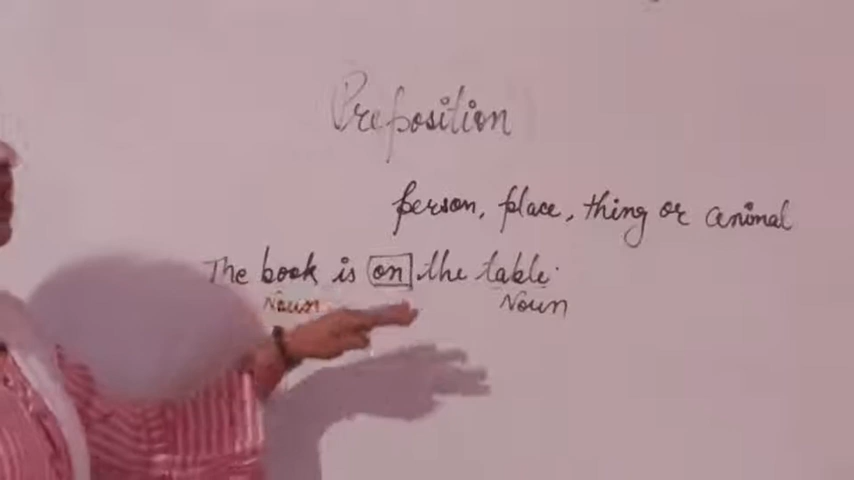 Preposition
person, place, thing or animal
The book is on the table.
Noun Noun